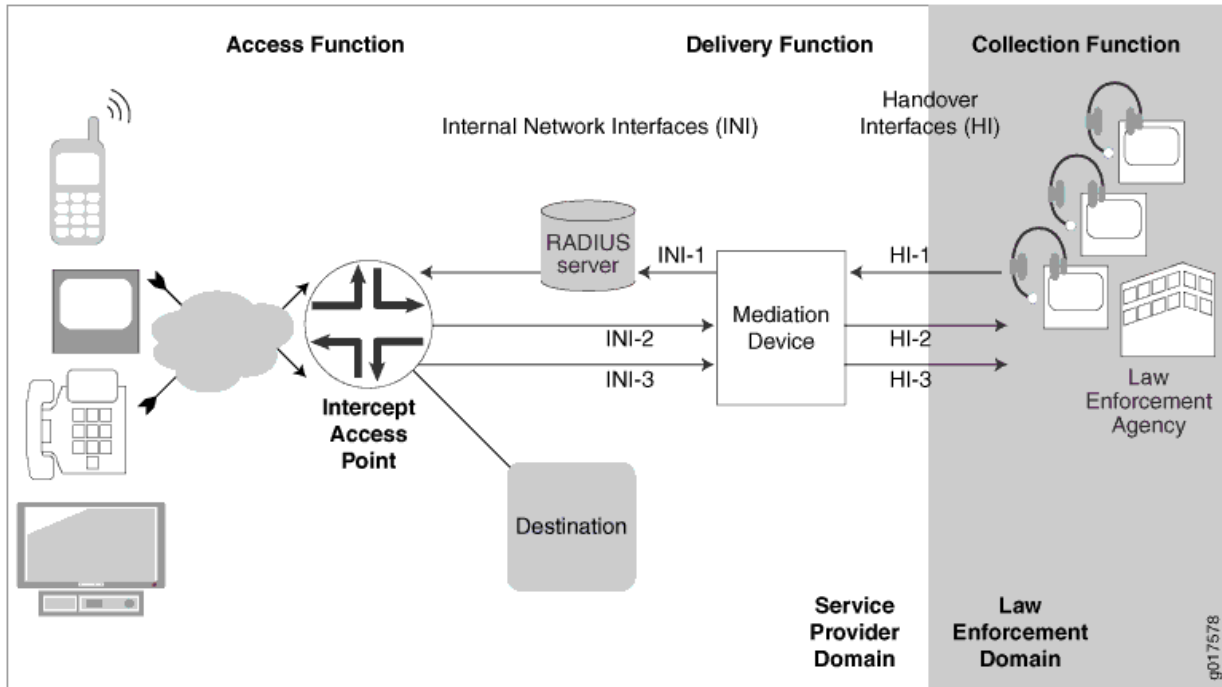 Access Function
Delivery Function
Collection Function
Internal Network Interfaces (INI)
Handover
Interfaces (HI)
RADIUS
server
INI-1
HI-1
Mediation
Device
INI-2
HI-2
INI-3
HI-3
Intercept
Access
Point
Law
Enforcement
Agency
Destination
Service
Provider
Domain
Law
Enforcement
Domain
g017578